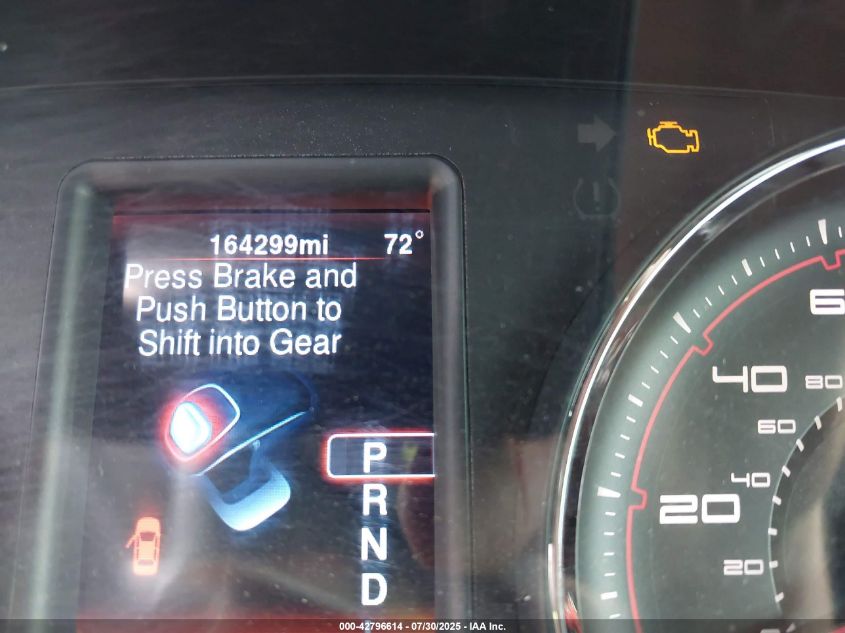 164299mi 72°
Press Brake and
Push Button to
Shift into Gear
P
R
N
D
6
40 80
60
40
20
20
000-42796614 - 07/30/2025 - IAA Inc.